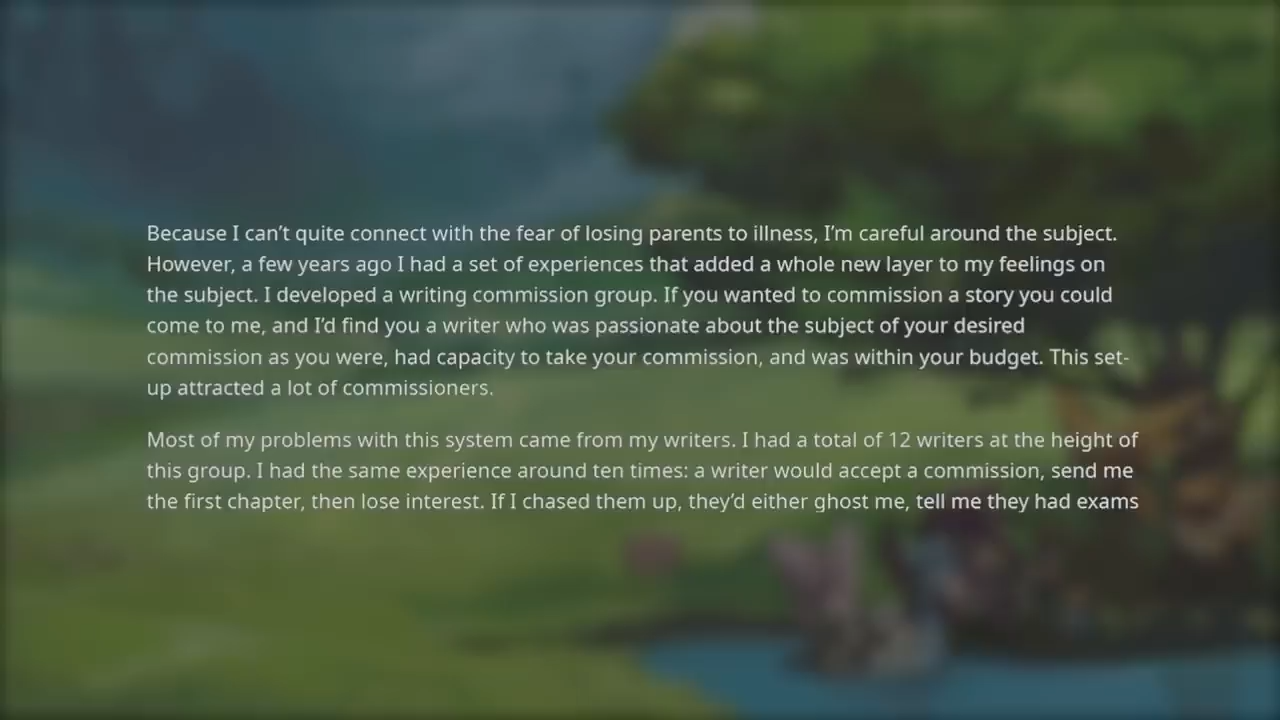 Because I can’t quite connect with the fear of losing parents to illness, I’m careful around the subject.
However, a few years ago I had a set of experiences that added a whole new layer to my feelings on
the subject. I developed a writing commission group. If you wanted to commission a story you could
come to me, and I’d find you a writer who was passionate about the subject of your desired
commission as you were, had capacity to take your commission, and was within your budget. This set-
up attracted a lot of commissioners.
Most of my problems with this system came from my writers. I had a total of 12 writers at the height of
this group. I had the same experience around ten times: a writer would accept a commission, send me
the first chapter, then lose interest. If I chased them up, they’d either ghost me, tell me they had exams